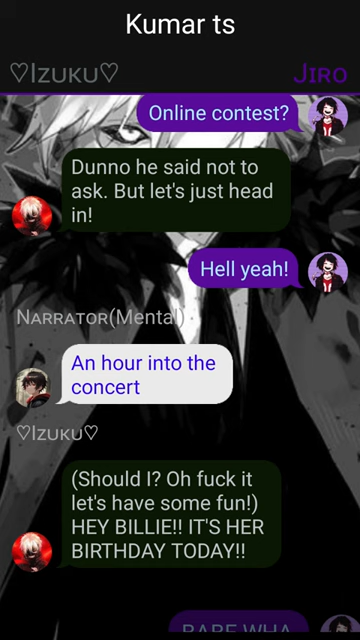 Kumar ts
♡Izuku♡
Jiro
Online contest?
Dunno he said not to
ask. But let's just head
in!
Hell yeah!
Narrator(Mental)
An hour into the
concert
♡Izuku♡
(Should I? Oh fuck it
let's have some fun!)
HEY BILLIE!! IT'S HER
BIRTHDAY TODAY!!
BABE WHA